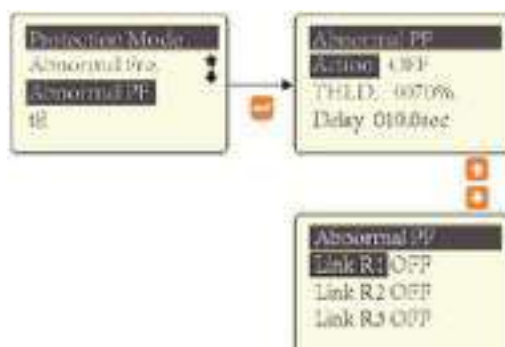 Protection Mode
Abnormal Fre.
Abnormal PF
tE
Abnormal PF
Action OFF
THLD. 0070%
Delay 010.0sec
Abnormal PF
Link R1 OFF
Link R2 OFF
Link R3 OFF